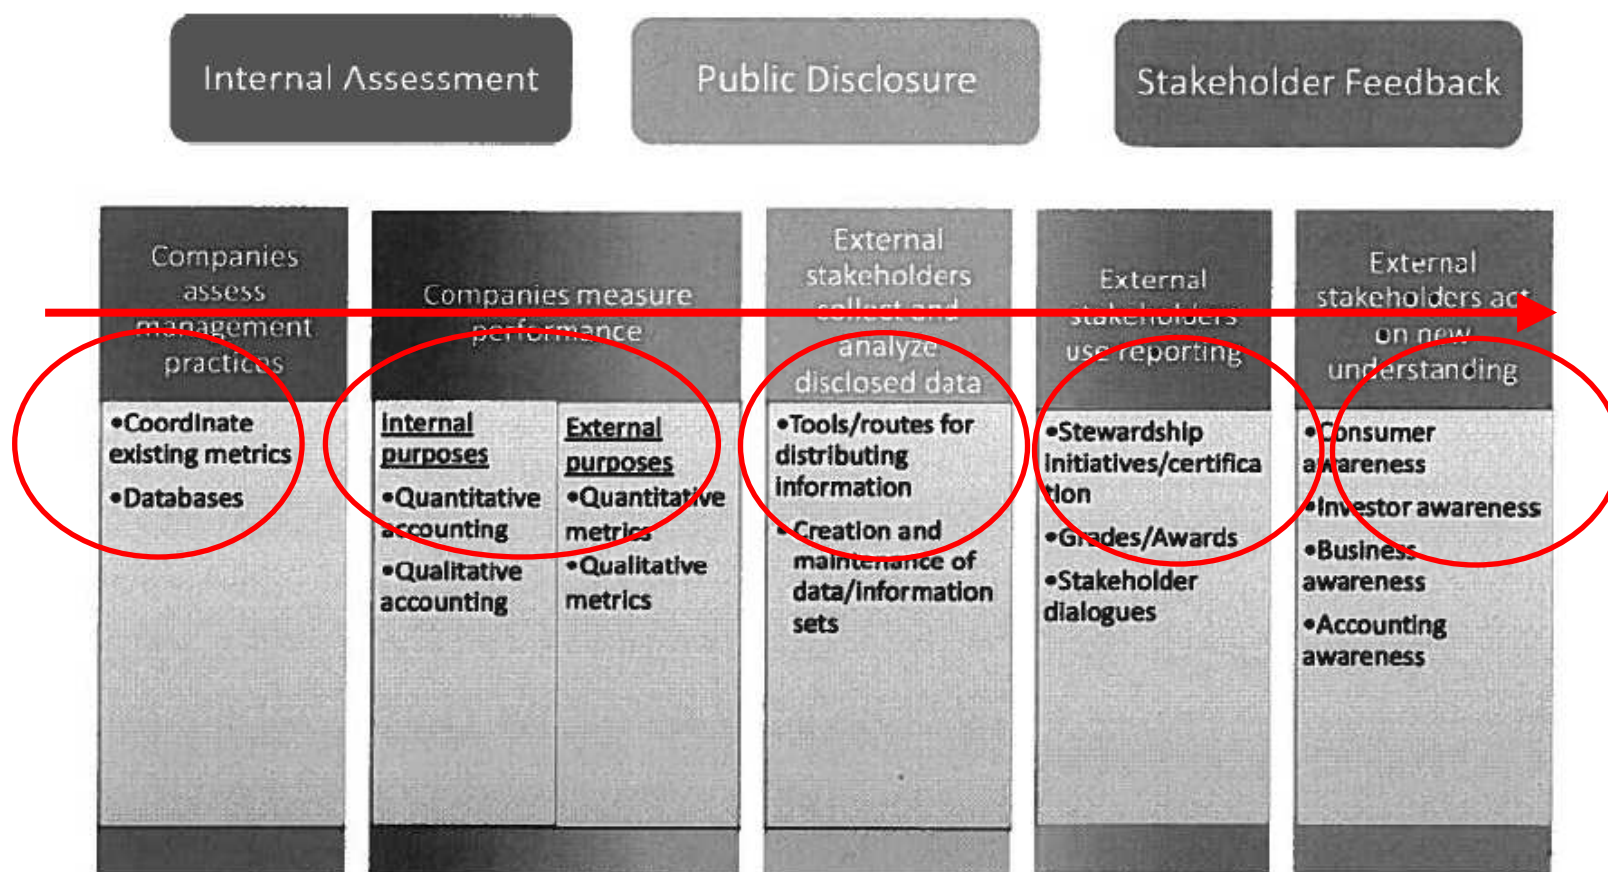 Internal Assessment
Public Disclosure
Stakeholder Feedback
Companies
assess
management
practices
•Coordinate
existing metrics
•Databases
Companies measure
performance
Internal
purposes
•Quantitative
accounting
•Qualitative
accounting
External
purposes
•Quantitative
metrics
•Qualitative
metrics
External
stakeholders
collect and
analyze
disclosed data
•Tools/routes for
distributing
information
•Creation and
maintenance of
data/information
sets
External
stakeholders
use reporting
•Stewardship
initiatives/certifica
tion
•Grades/Awards
•Stakeholder
dialogues
External
stakeholders act
on new
understanding
•Consumer
awareness
•Investor awareness
•Business
awareness
•Accounting
awareness